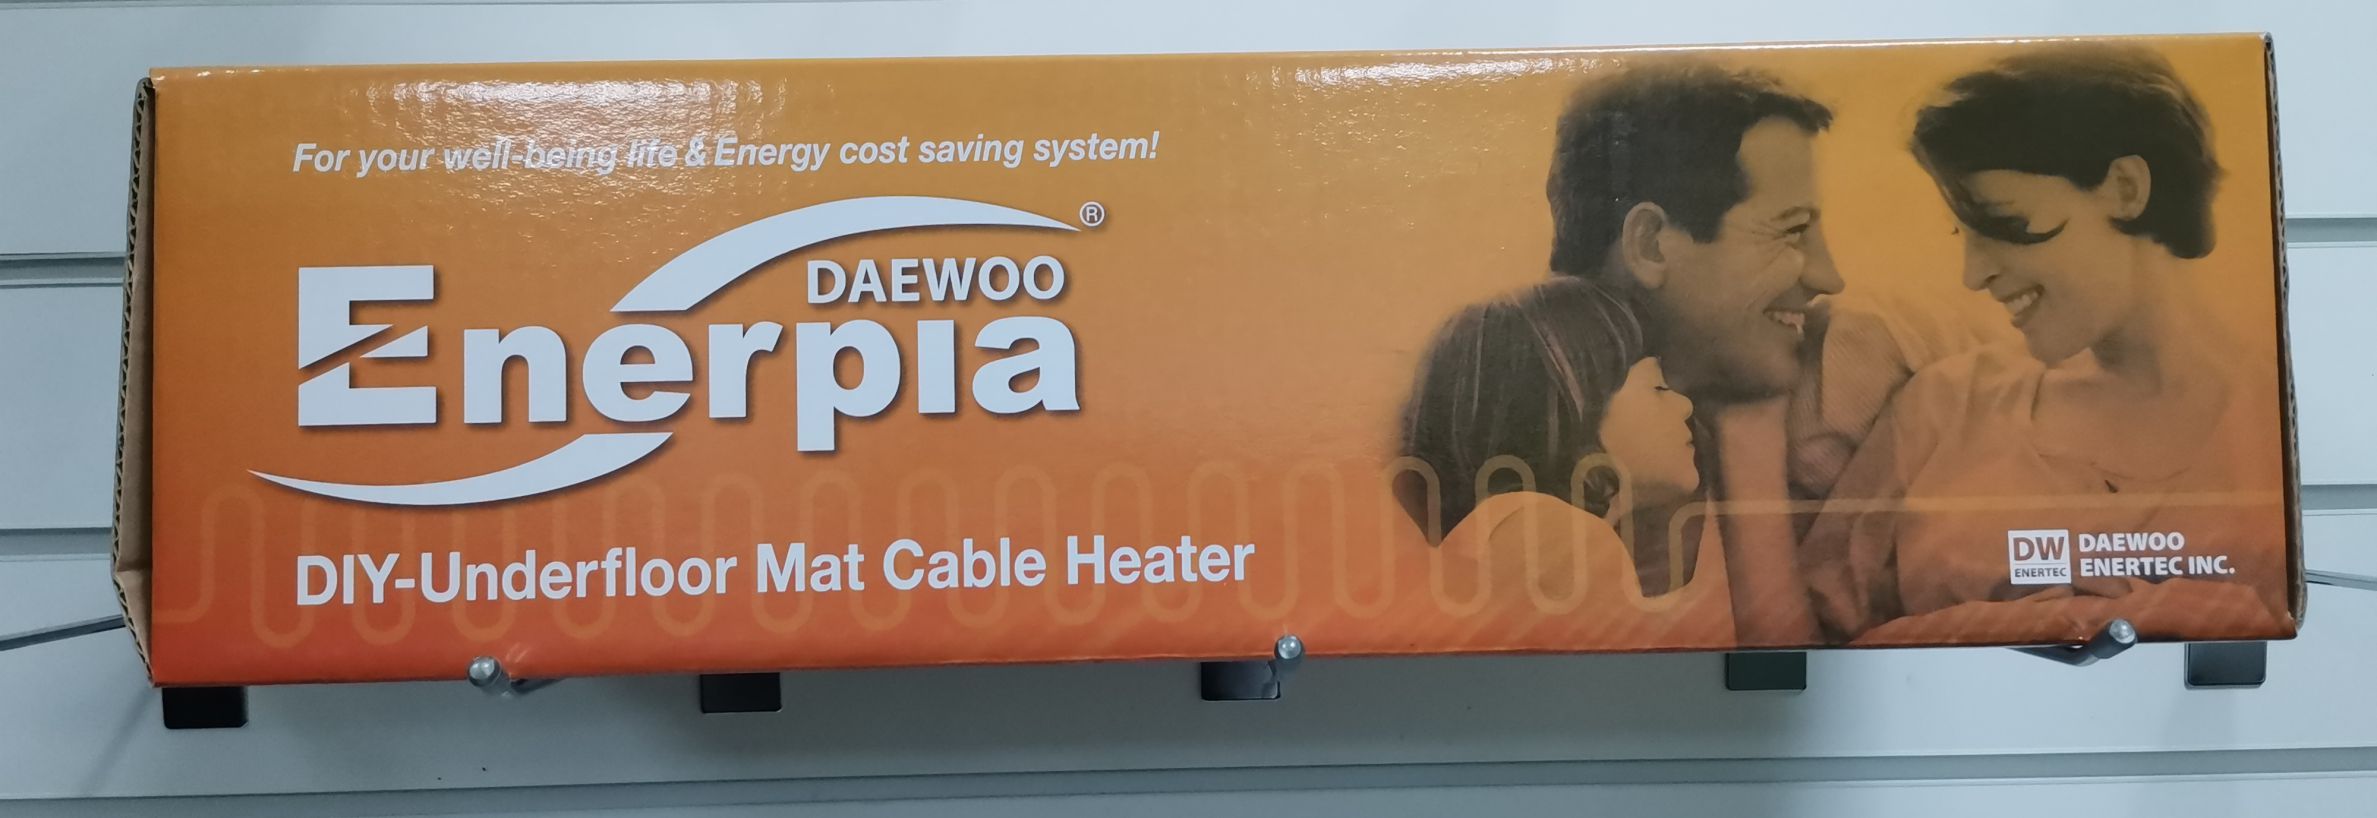 For your well-being life & Energy cost saving system!
DAEWOO ®
Enerpia
DIY-Underfloor Mat Cable Heater
DW
ENERTEC
DAEWOO
ENERTEC INC.